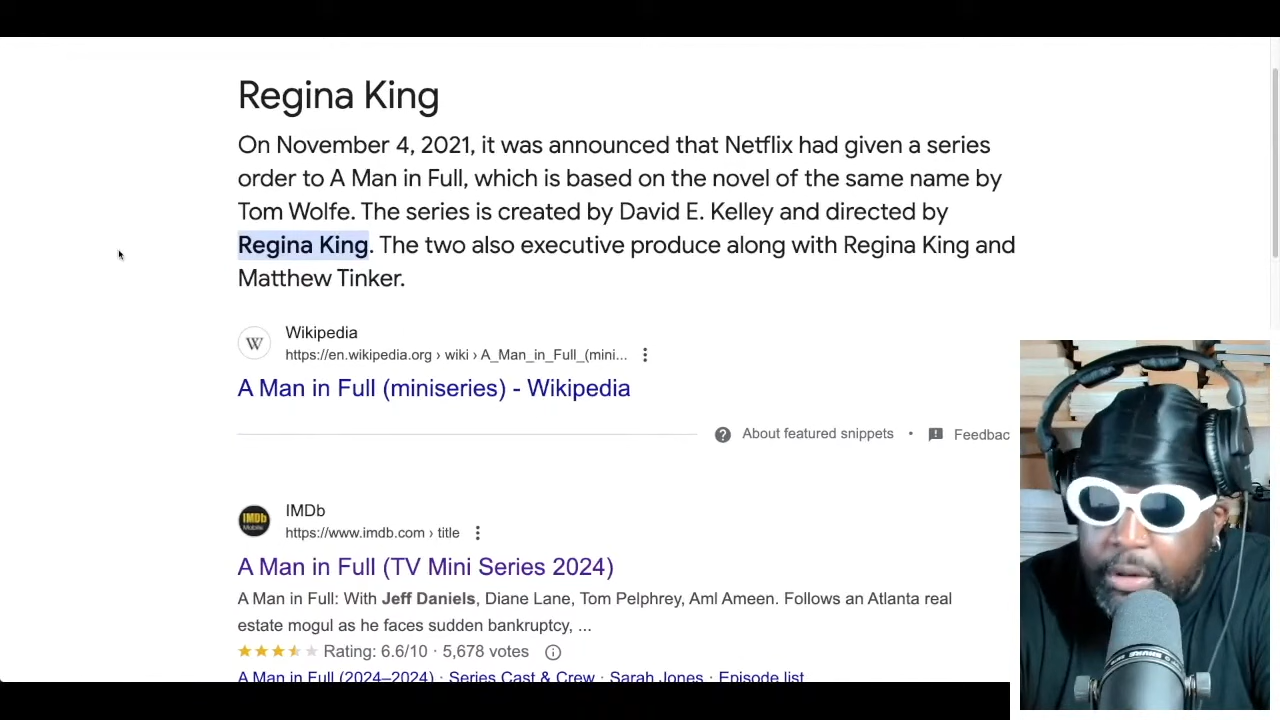 Regina King
On November 4, 2021, it was announced that Netflix had given a series
order to A Man in Full, which is based on the novel of the same name by
Tom Wolfe. The series is created by David E. Kelley and directed by
Regina King. The two also executive produce along with Regina King and
Matthew Tinker.
W
Wikipedia
https://en.wikipedia.org › wiki › A_Man_in_Full_(mini...
A Man in Full (miniseries) - Wikipedia
About featured snippets • Feedbac
IMDb
Mobile
IMDb
https://www.imdb.com › title
A Man in Full (TV Mini Series 2024)
A Man in Full: With Jeff Daniels, Diane Lane, Tom Pelphrey, Aml Ameen. Follows an Atlanta real
estate mogul as he faces sudden bankruptcy, ...
Rating: 6.6/10 · 5,678 votes
A Man in Full (2024–2024) · Series Cast & Crew · Sarah Jones · Episode list
SHURE